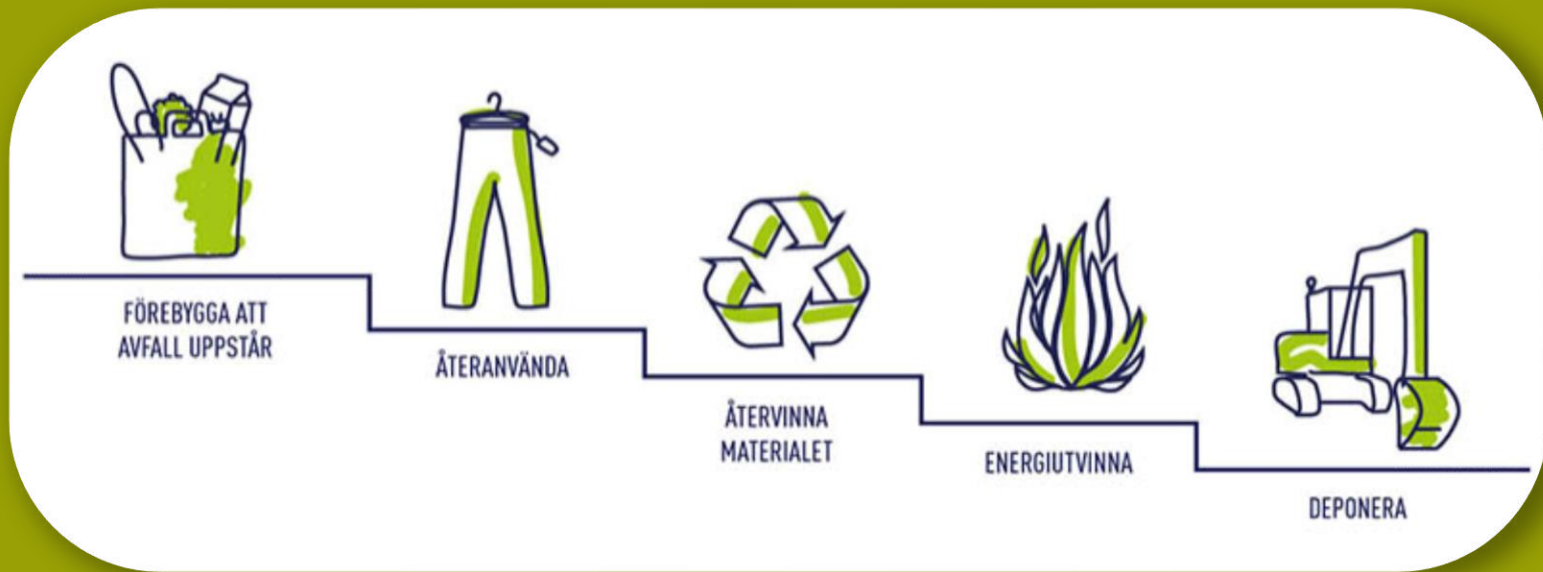 FÖREBYGGA ATT
AVFALL UPPSTÅR
ÅTERANVÄNDA
ÅTERVINNA
MATERIALET
ENERGIUTVINNA
DEPONERA